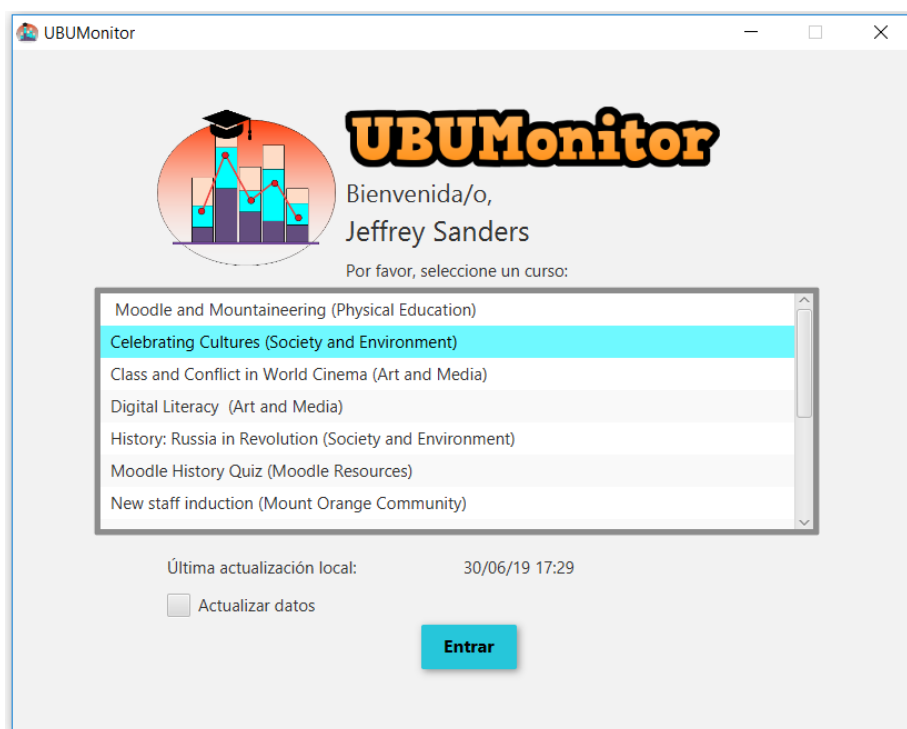 UBUMonitor
UBUMonitor
Bienvenida/o,
Jeffrey Sanders
Por favor, seleccione un curso:
Moodle and Mountaineering (Physical Education)
Celebrating Cultures (Society and Environment)
Class and Conflict in World Cinema (Art and Media)
Digital Literacy  (Art and Media)
History: Russia in Revolution (Society and Environment)
Moodle History Quiz (Moodle Resources)
New staff induction (Mount Orange Community)
Última actualización local: 30/06/19 17:29
Actualizar datos
Entrar